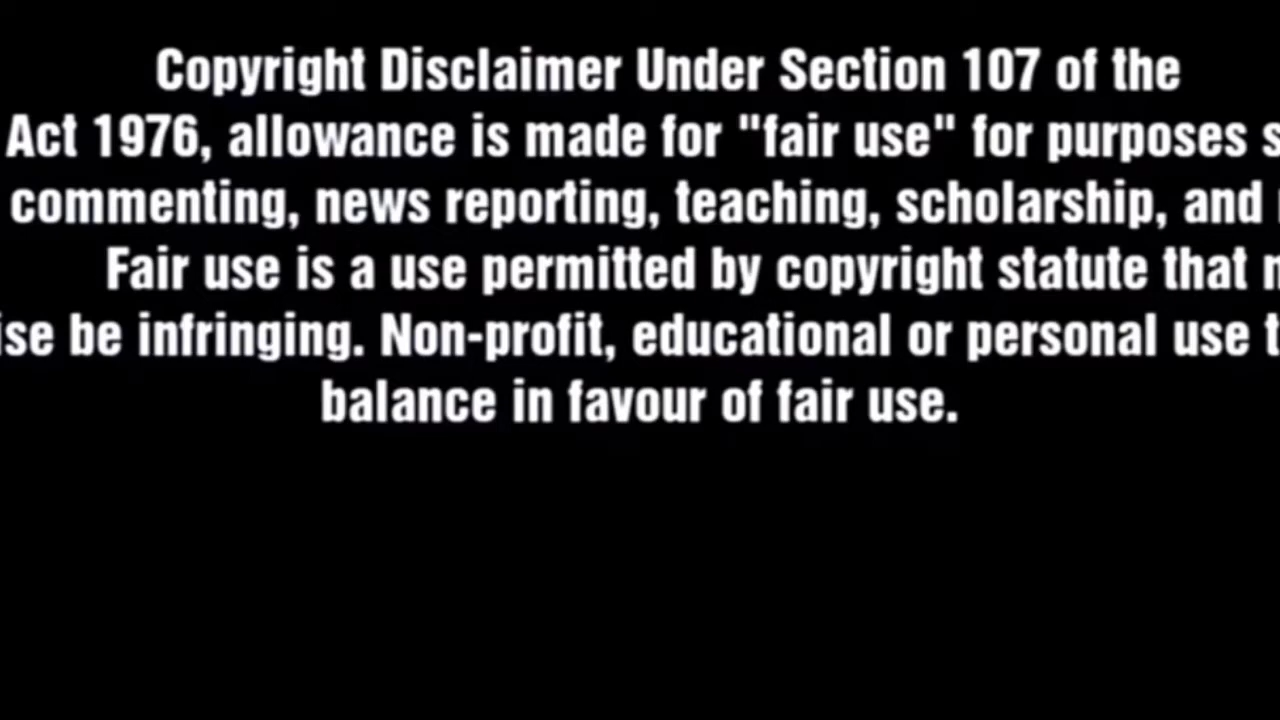 Copyright Disclaimer Under Section 107 of the
Act 1976, allowance is made for "fair use" for purposes
commenting, news reporting, teaching, scholarship, and
Fair use is a use permitted by copyright statute that
be infringing. Non-profit, educational or personal use
balance in favour of fair use.